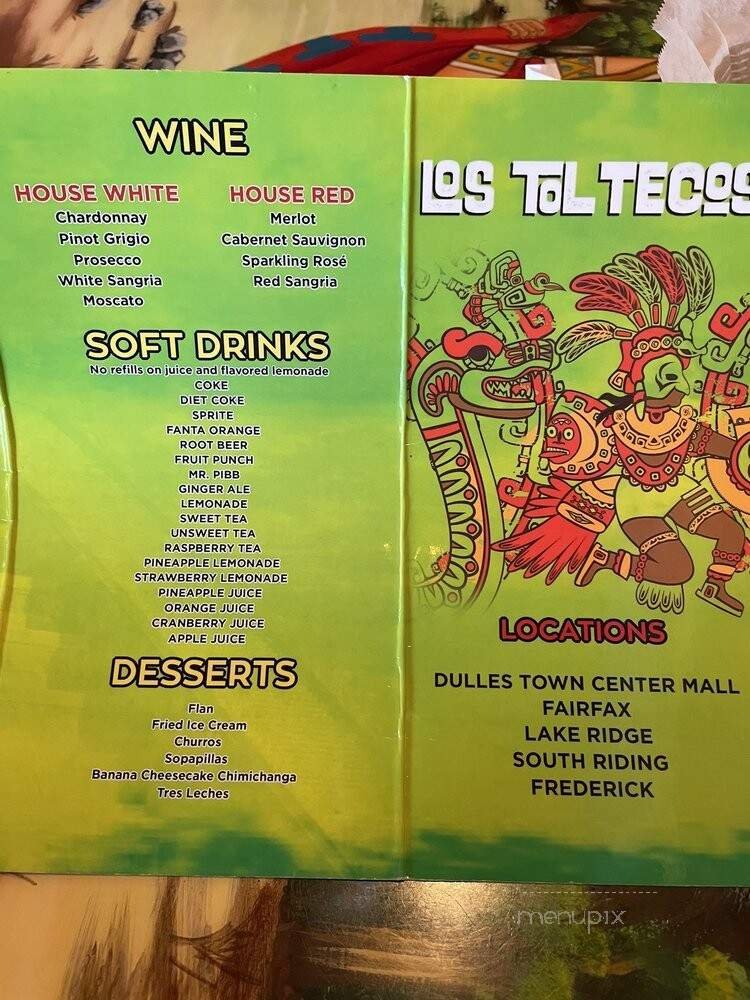 WINE
HOUSE WHITE
Chardonnay
Pinot Grigio
Prosecco
White Sangria
Moscato
HOUSE RED
Merlot
Cabernet Sauvignon
Sparkling Rosé
Red Sangria
SOFT DRINKS
No refills on juice and flavored lemonade
COKE
DIET COKE
SPRITE
FANTA ORANGE
ROOT BEER
FRUIT PUNCH
MR. PIBB
GINGER ALE
LEMONADE
SWEET TEA
UNSWEET TEA
RASPBERRY TEA
PINEAPPLE LEMONADE
STRAWBERRY LEMONADE
PINEAPPLE JUICE
ORANGE JUICE
CRANBERRY JUICE
APPLE JUICE
DESSERTS
Flan
Fried Ice Cream
Churros
Sopapillas
Banana Cheesecake Chimichanga
Tres Leches
LOS TOLTECOS
LOCATIONS
DULLES TOWN CENTER MALL
FAIRFAX
LAKE RIDGE
SOUTH RIDING
FREDERICK
menupix